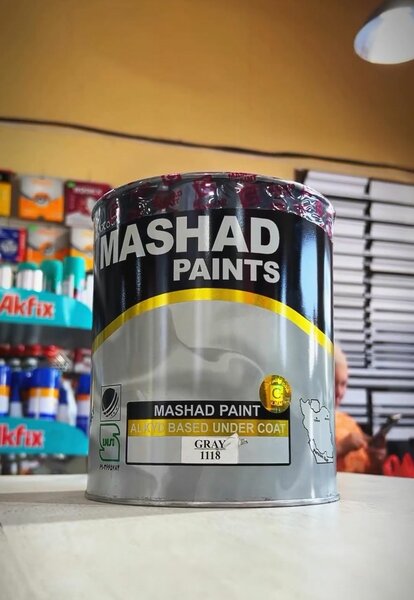 MASHAD
PAINTS
Akfix
Akfix
MASHAD PAINT
ALKYD BASED UNDER COAT
GRAY
1118